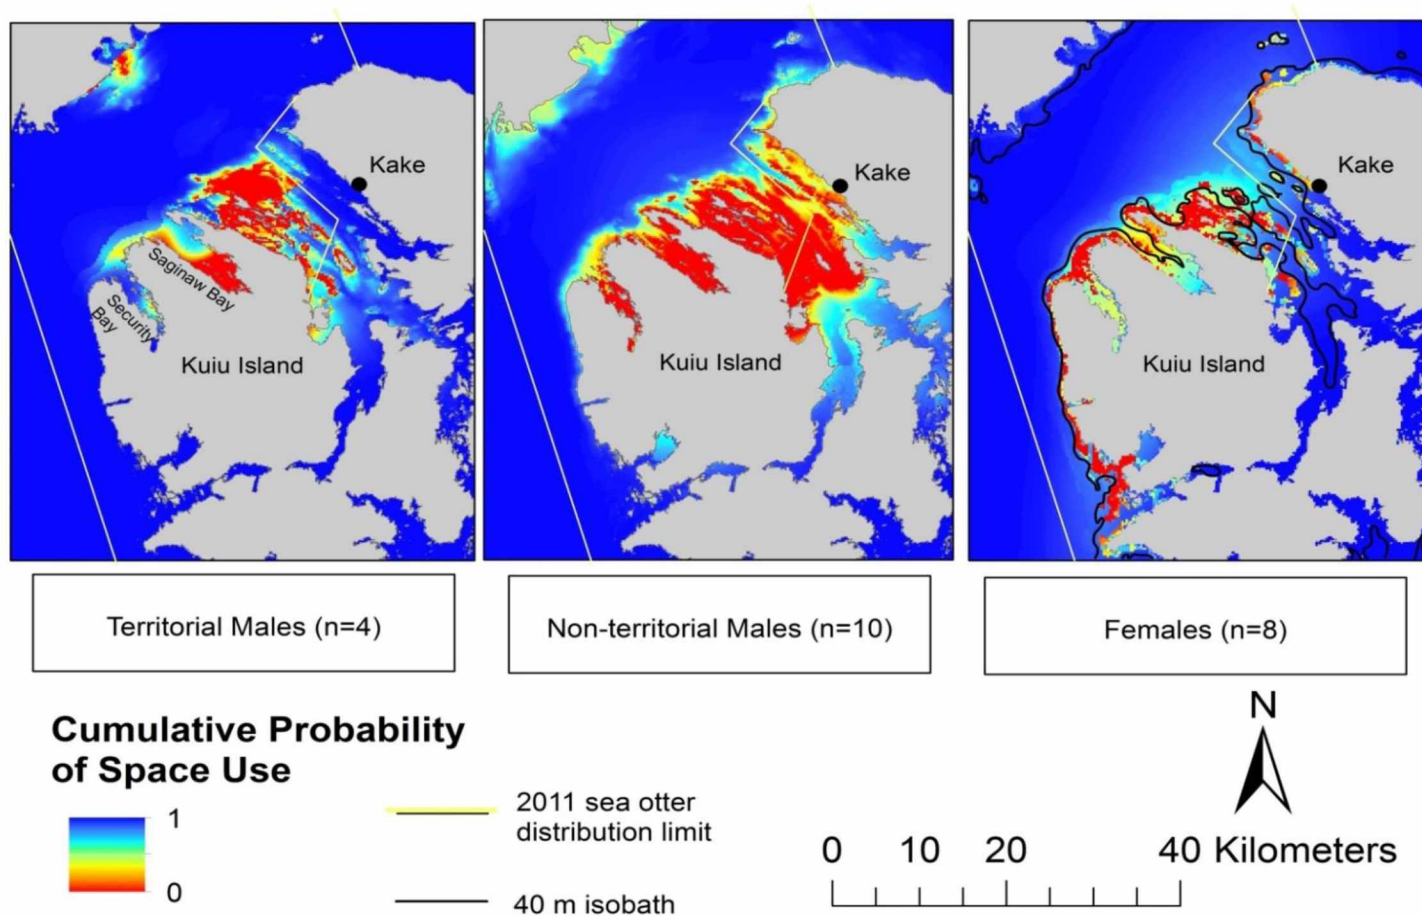 Kake
Saginaw Bay
Security
Bay
Kuiu Island
Kake
Kuiu Island
Kake
Kuiu Island
Territorial Males (n=4)
Non-territorial Males (n=10)
Females (n=8)
Cumulative Probability
of Space Use
1
0
2011 sea otter
distribution limit
40 m isobath
N
0 10 20 40 Kilometers